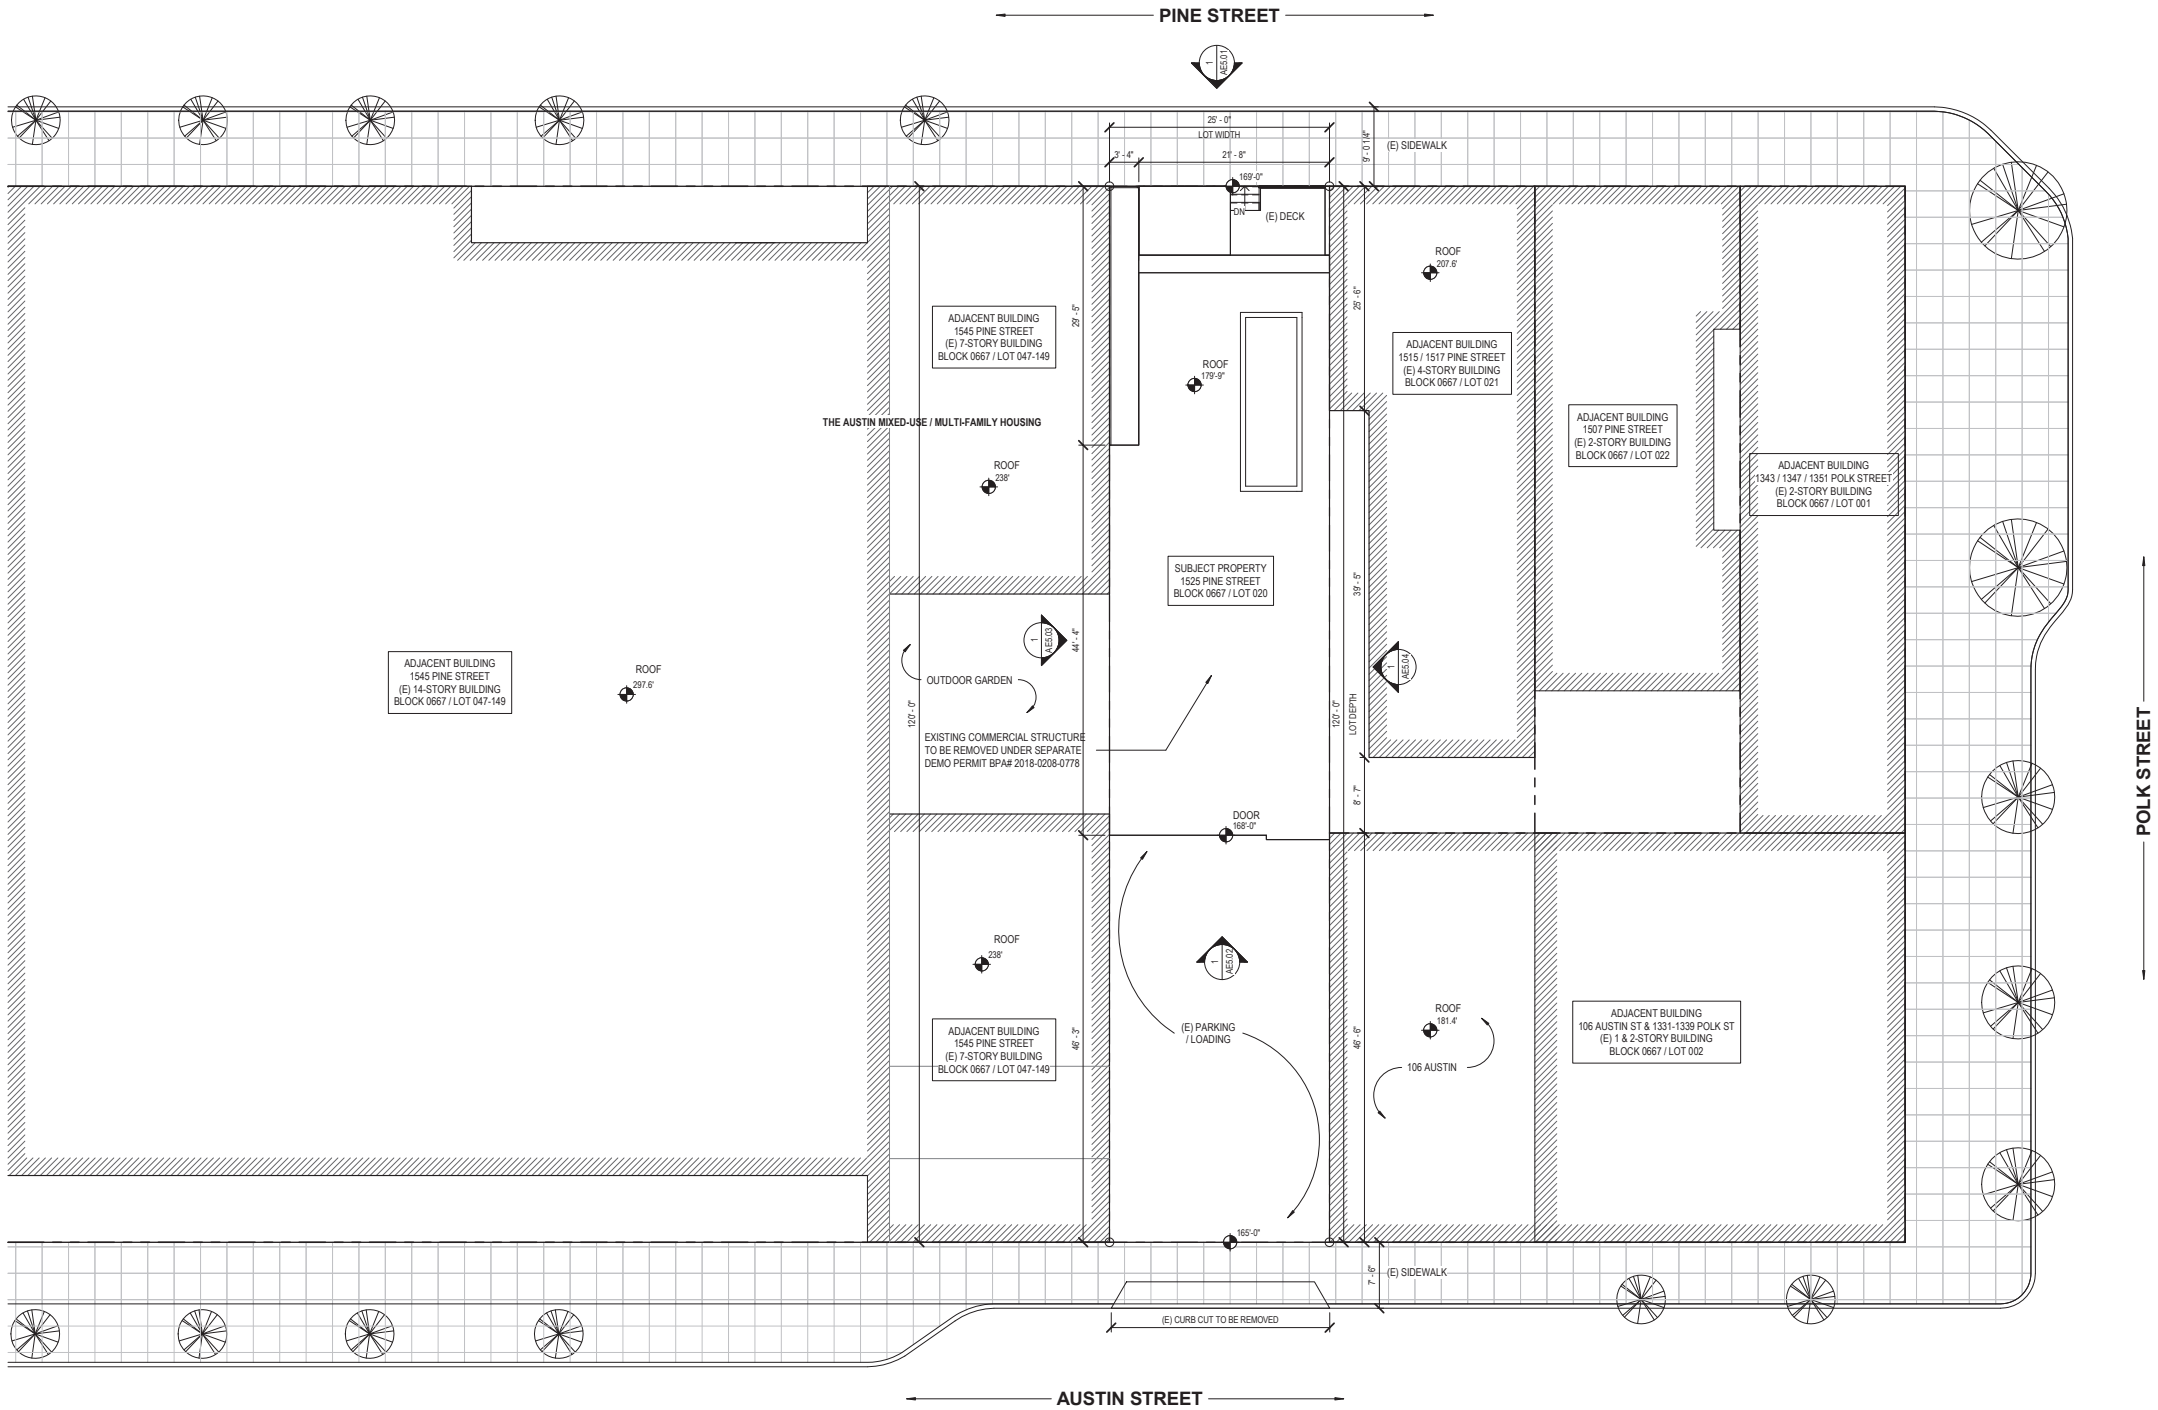 PINE STREET
1
AE5.01
25' - 0"
LOT WIDTH
3' - 4"
21' - 8"
9' - 0 1/4"
(E) SIDEWALK
169'-0"
DN
(E) DECK
ROOF
207.6'
29' - 5"
25' - 6"
ADJACENT BUILDING
1545 PINE STREET
(E) 7-STORY BUILDING
BLOCK 0667 / LOT 047-149
ADJACENT BUILDING
1515 / 1517 PINE STREET
(E) 4-STORY BUILDING
BLOCK 0667 / LOT 021
ROOF
179'-9"
THE AUSTIN MIXED-USE / MULTI-FAMILY HOUSING
ADJACENT BUILDING
1507 PINE STREET
(E) 2-STORY BUILDING
BLOCK 0667 / LOT 022
ROOF
238'
ADJACENT BUILDING
1343 / 1347 / 1351 POLK STREET
(E) 2-STORY BUILDING
BLOCK 0667 / LOT 001
SUBJECT PROPERTY
1525 PINE STREET
BLOCK 0667 / LOT 020
39' - 5"
1
AE5.03
44' - 4"
1
AE5.04
ADJACENT BUILDING
1545 PINE STREET
(E) 14-STORY BUILDING
BLOCK 0667 / LOT 047-149
ROOF
297.6'
OUTDOOR GARDEN
120' - 0"
120' - 0"
LOT DEPTH
EXISTING COMMERCIAL STRUCTURE
TO BE REMOVED UNDER SEPARATE
DEMO PERMIT BPA# 2018-0208-0778
POLK STREET
8' - 7"
DOOR
168'-0"
ROOF
238'
1
AE5.02
ADJACENT BUILDING
1545 PINE STREET
(E) 7-STORY BUILDING
BLOCK 0667 / LOT 047-149
46' - 3"
(E) PARKING
/ LOADING
46' - 6"
ROOF
181.4'
106 AUSTIN
ADJACENT BUILDING
106 AUSTIN ST & 1331-1339 POLK ST
(E) 1 & 2-STORY BUILDING
BLOCK 0667 / LOT 002
165'-0"
7' - 6"
(E) SIDEWALK
(E) CURB CUT TO BE REMOVED
AUSTIN STREET